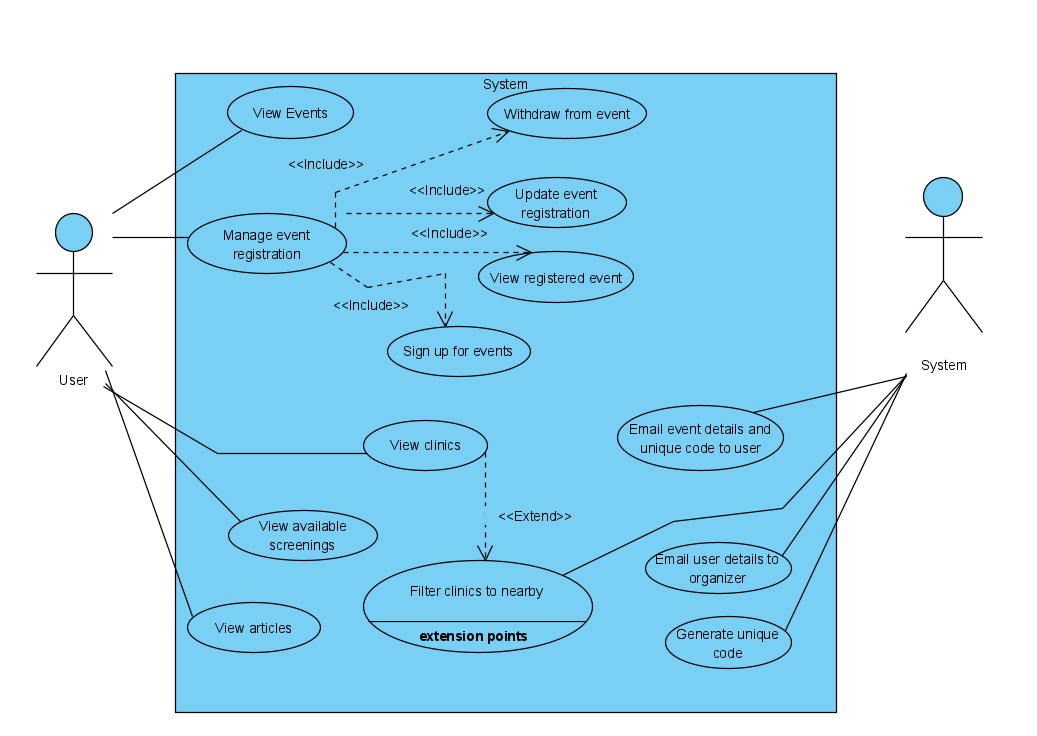 System
View Events
Withdraw from event
<<Include>>
<<Include>>
Update event
registration
Manage event
registration
<<Include>>
View registered event
<<Include>>
Sign up for events
User
System
Email event details and
unique code to user
View clinics
<<Extend>>
View available
screenings
Email user details to
organizer
Filter clinics to nearby
extension points
View articles
Generate unique
code